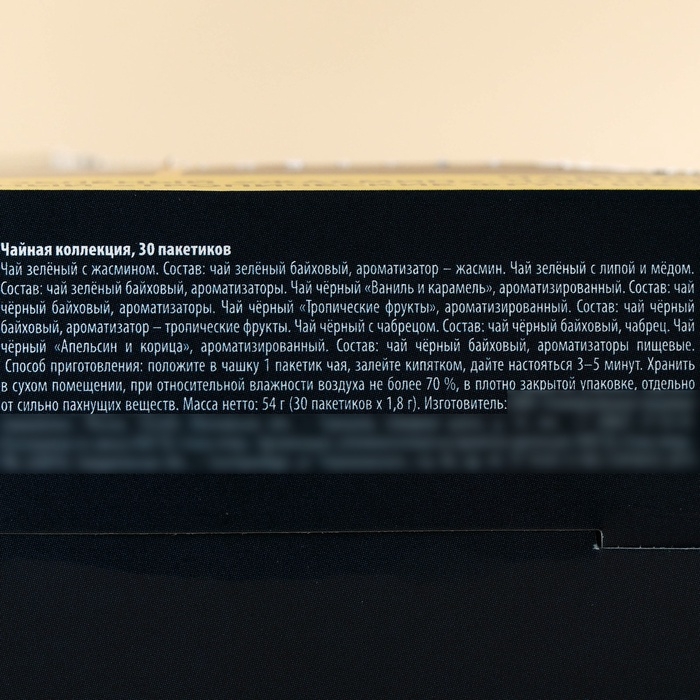 Чайная коллекция, 30 пакетиков
Чай зелёный с жасмином. Состав: чай зелёный байховый, ароматизатор – жасмин. Чай зелёный с липой и мёдом.
Состав: чай зелёный байховый, ароматизаторы. Чай чёрный «Ваниль и карамель», ароматизированный. Состав: чай
чёрный байховый, ароматизаторы. Чай чёрный «Тропические фрукты», ароматизированный. Состав: чай чёрный
байховый, ароматизатор – тропические фрукты. Чай чёрный с чабрецом. Состав: чай чёрный байховый, чабрец. Чай
чёрный «Апельсин и корица», ароматизированный. Состав: чай чёрный байховый, ароматизаторы пищевые.
Способ приготовления: положите в чашку 1 пакетик чая, залейте кипятком, дайте настояться 3–5 минут. Хранить
в сухом помещении, при относительной влажности воздуха не более 70 %, в плотно закрытой упаковке, отдельно
от сильно пахнущих веществ. Масса нетто: 54 г (30 пакетиков х 1,8 г). Изготовитель: